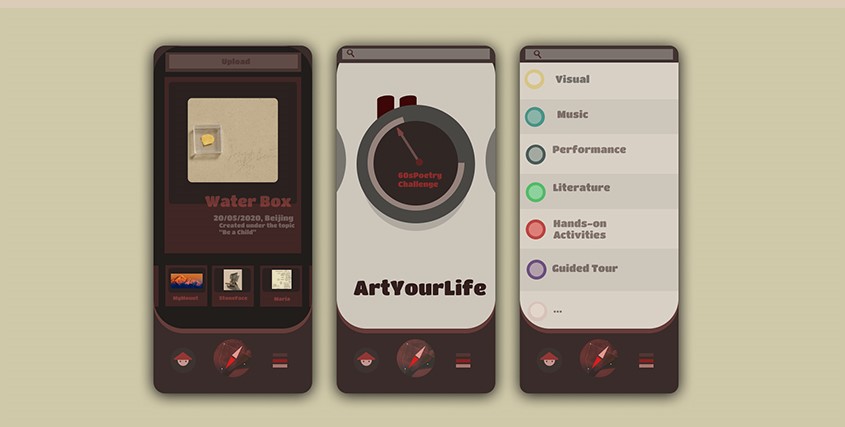 Upload
Water Box
20/05/2020, Beijing
Created under the topic
"Be a Child"
MyHeart
StoneFace
Maria
60sPoetry
Challenge
ArtYourLife
Visual
Music
Performance
Literature
Hands-on
Activities
Guided Tour
...